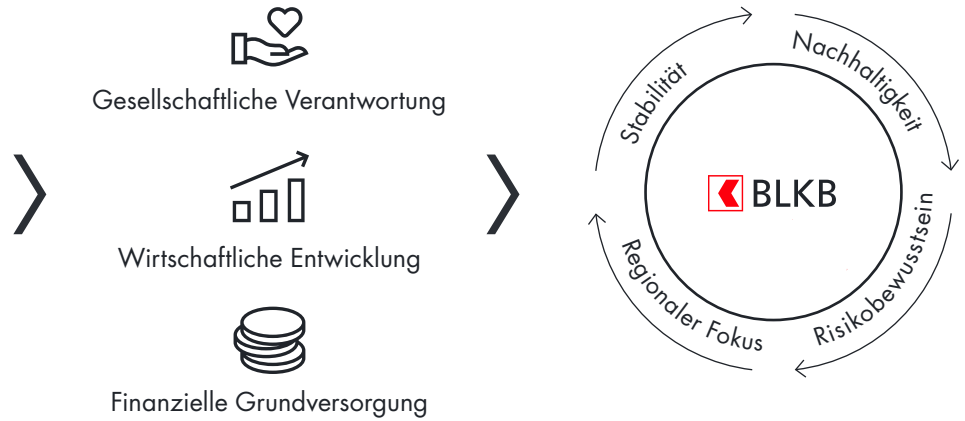 Gesellschaftliche Verantwortung
Wirtschaftliche Entwicklung
Finanzielle Grundversorgung
Stabilität
Nachhaltigkeit
Risikobewusstsein
Regionaler Fokus
BLKB